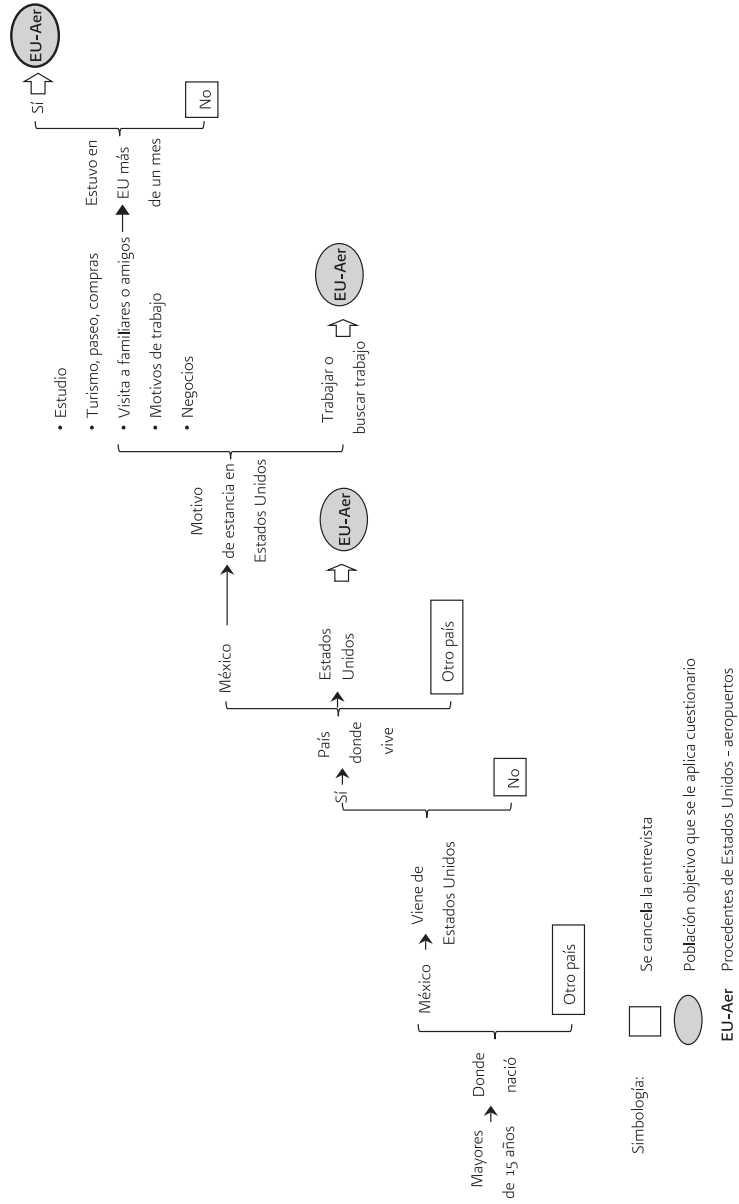 Mayores
de 15 años
Donde
nació
México
Otro país
Viene de
Estados Unidos
Sí
No
País
donde
vive
México
Estados
Unidos
EU-Aer
Otro país
Motivo
de estancia en
Estados Unidos
• Estudio
• Turismo, paseo, compras
• Visita a familiares o amigos
• Motivos de trabajo
• Negocios
Trabajar o
buscar trabajo
EU-Aer
Estuvo en
EU más
de un mes
Sí
EU-Aer
No
Simbología:
Se cancela la entrevista
Población objetivo que se le aplica cuestionario
EU-Aer Procedentes de Estados Unidos - aeropuertos